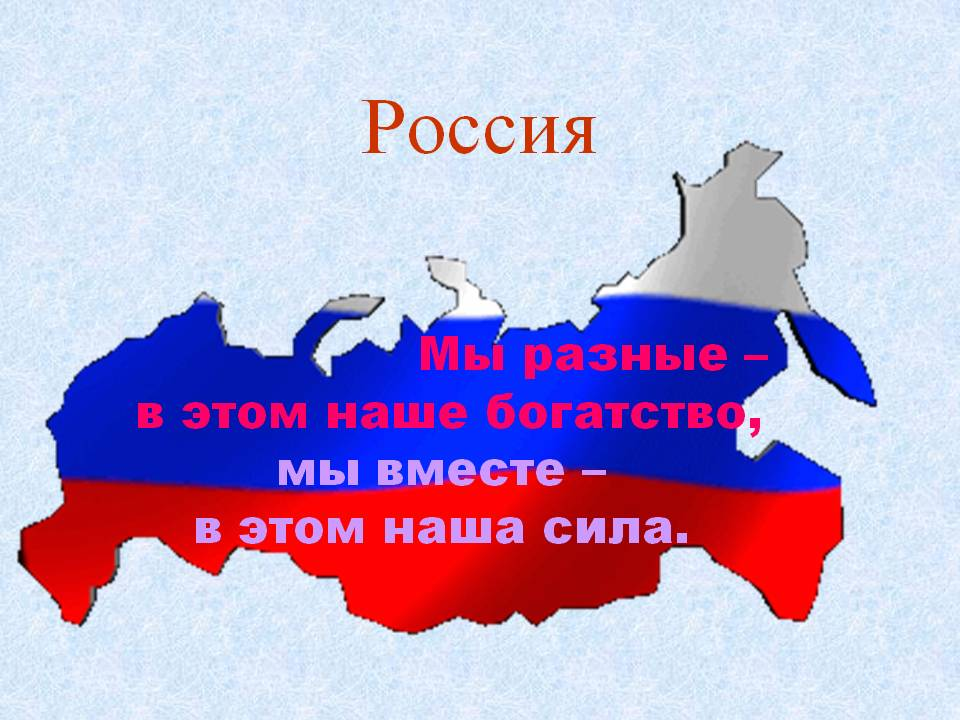 Россия
Мы разные –
в этом наше богатство,
мы вместе –
в этом наша сила.